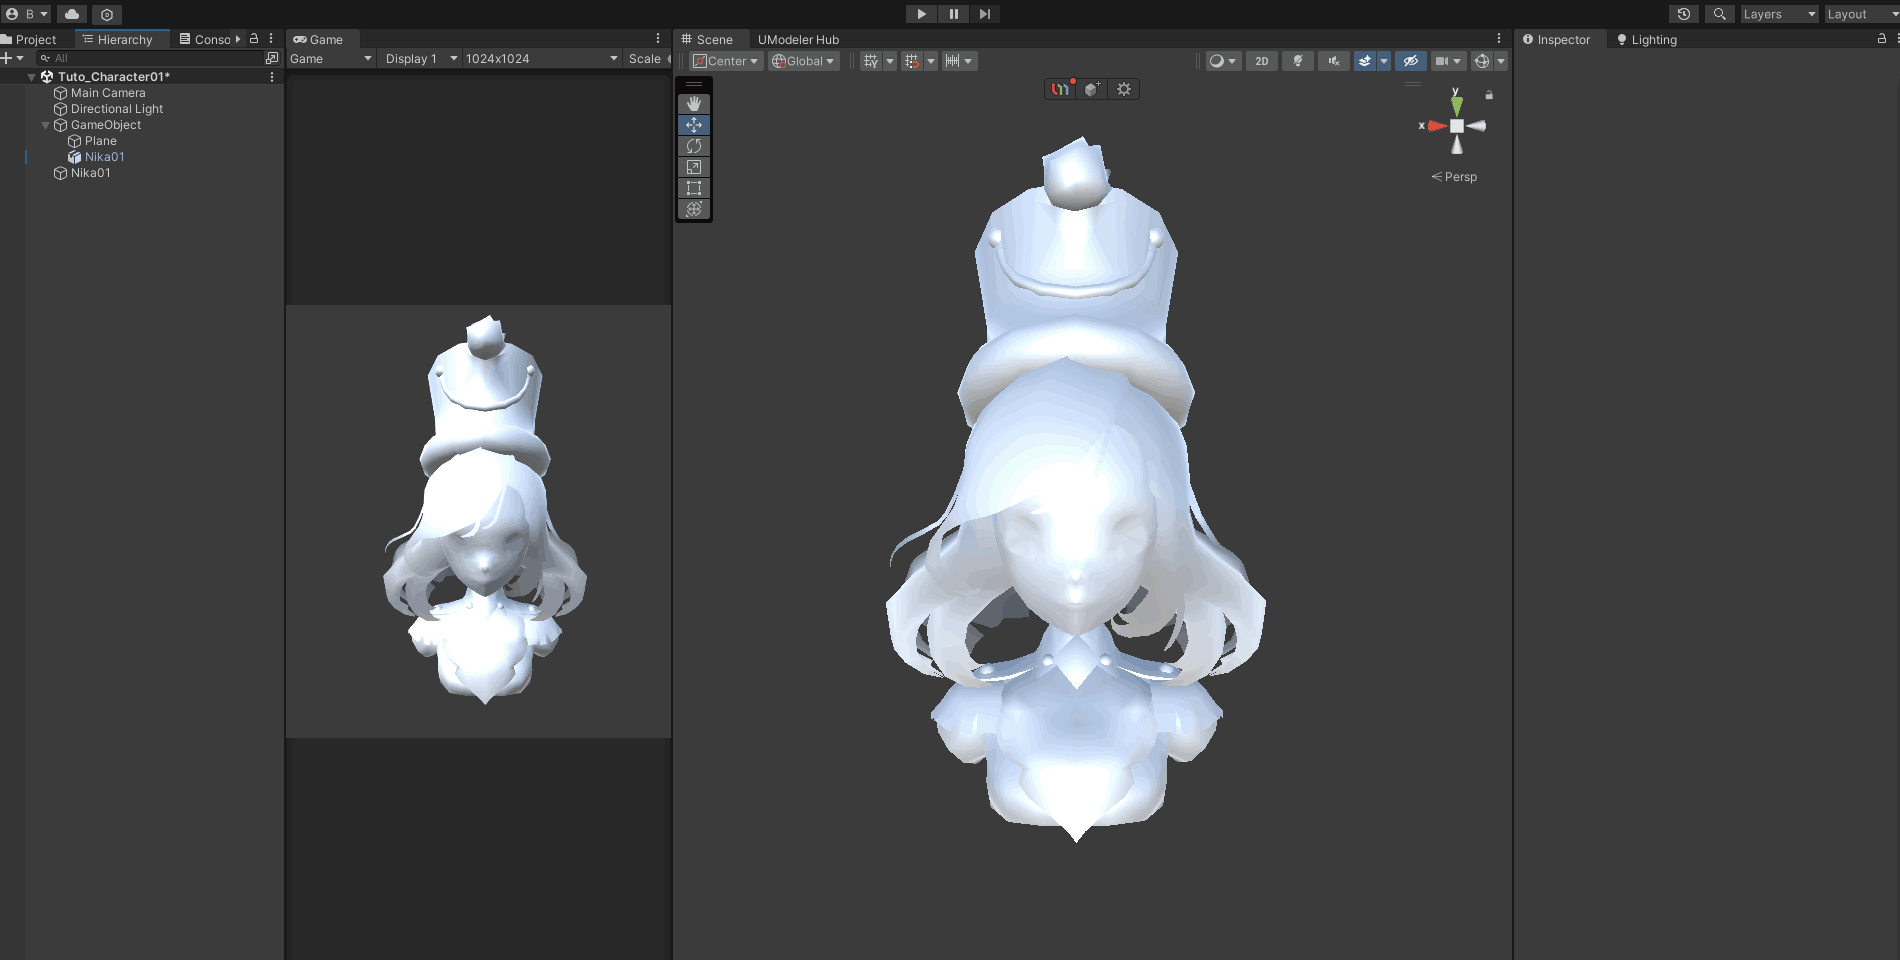 B
Layers
Layout
Project
Hierarchy
Conso
Game
Scene
UModeler Hub
Inspector
Lighting
All
Game
Display 1
1024x1024
Scale
Center
Global
2D
Tuto_Character01*
Main Camera
Directional Light
GameObject
Plane
Nika01
Nika01
y
x
Persp